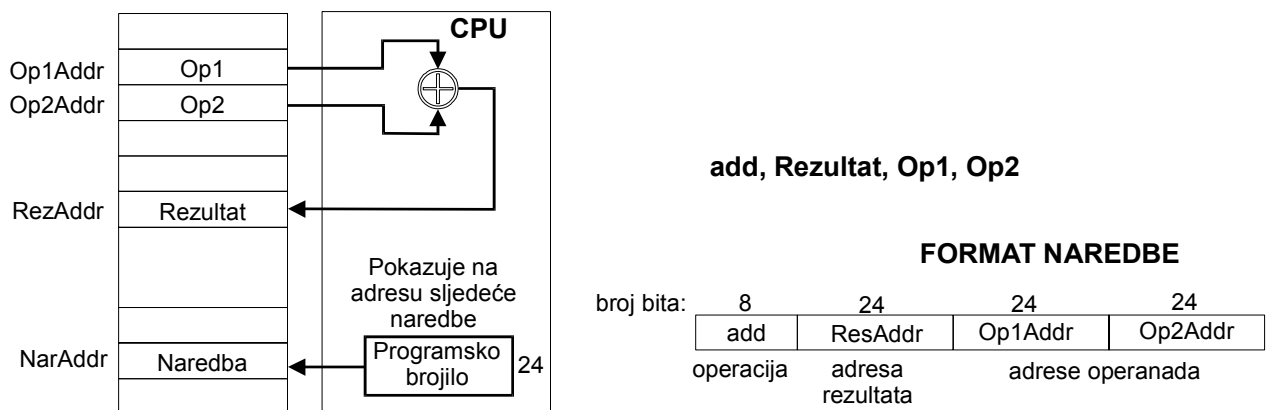 CPU
Op1Addr
Op1
Op2Addr
Op2
RezAddr
Rezultat
Pokazuje na
adresu sljedeće
naredbe
NarAddr
Naredba
Programsko
brojilo
24
add, Rezultat, Op1, Op2
FORMAT NAREDBE
broj bita: 8 24 24 24
add ResAddr Op1Addr Op2Addr
operacija adresa adrese operanada
rezultata